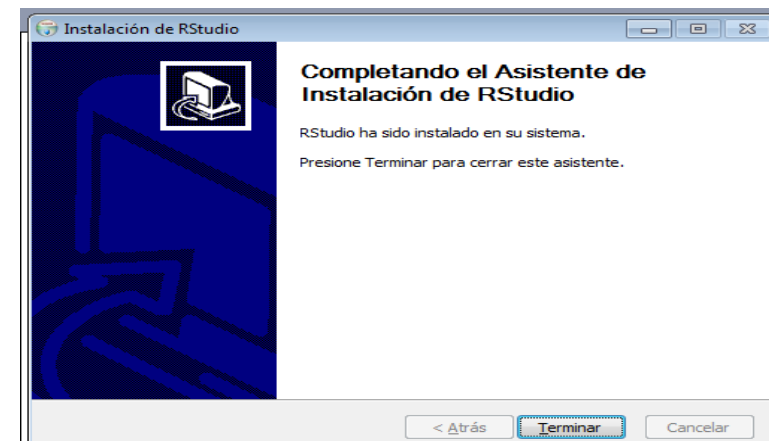 Instalación de RStudio
Completando el Asistente de
Instalación de RStudio
RStudio ha sido instalado en su sistema.
Presione Terminar para cerrar este asistente.
< Atrás
Terminar
Cancelar